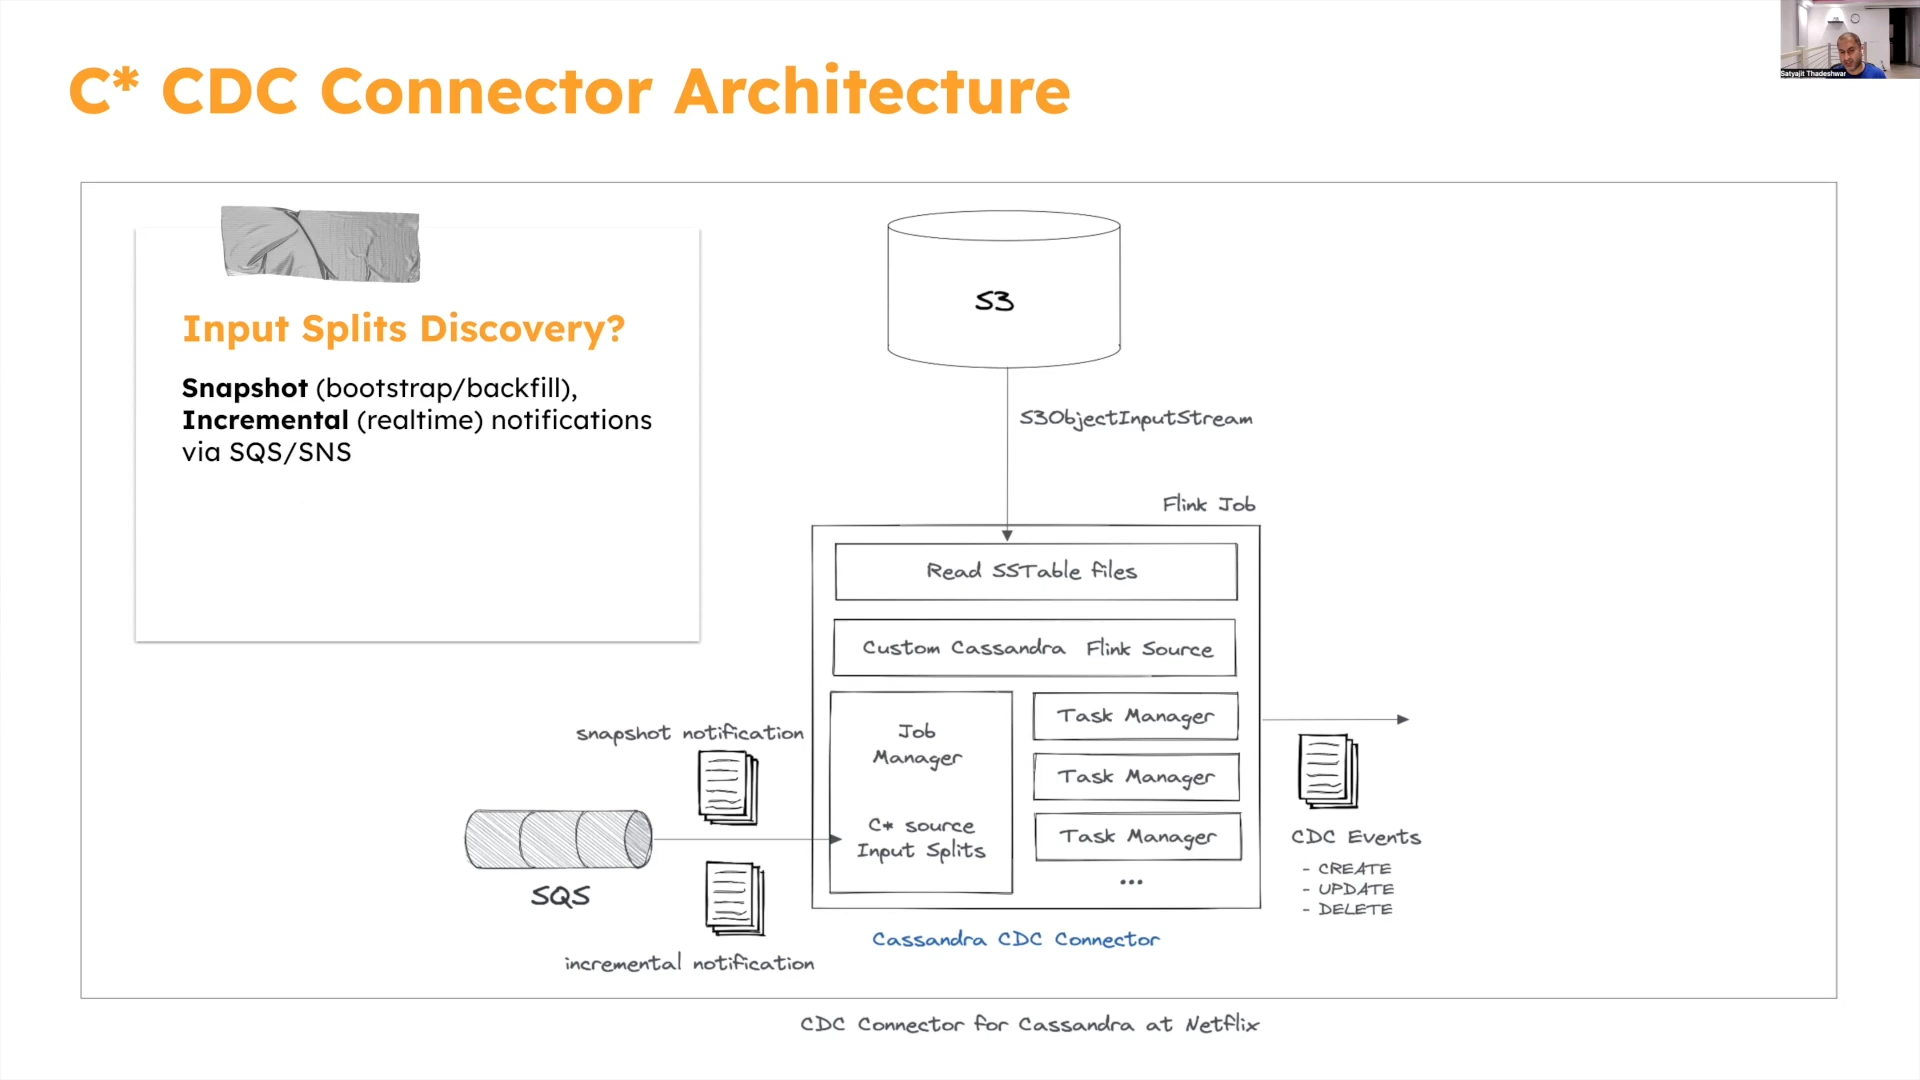 C* CDC Connector Architecture
Satyajit Thadeshwar
Input Splits Discovery?
Snapshot (bootstrap/backfill),
Incremental (realtime) notifications
via SQS/SNS
S3
S3ObjectInputStream
Flink Job
Read SSTable files
Custom Cassandra Flink Source
snapshot notification
Job
Manager
C* source
Input Splits
Task Manager
Task Manager
Task Manager
...
SQS
incremental notification
CDC Events
- CREATE
- UPDATE
- DELETE
Cassandra CDC Connector
CDC Connector for Cassandra at Netflix